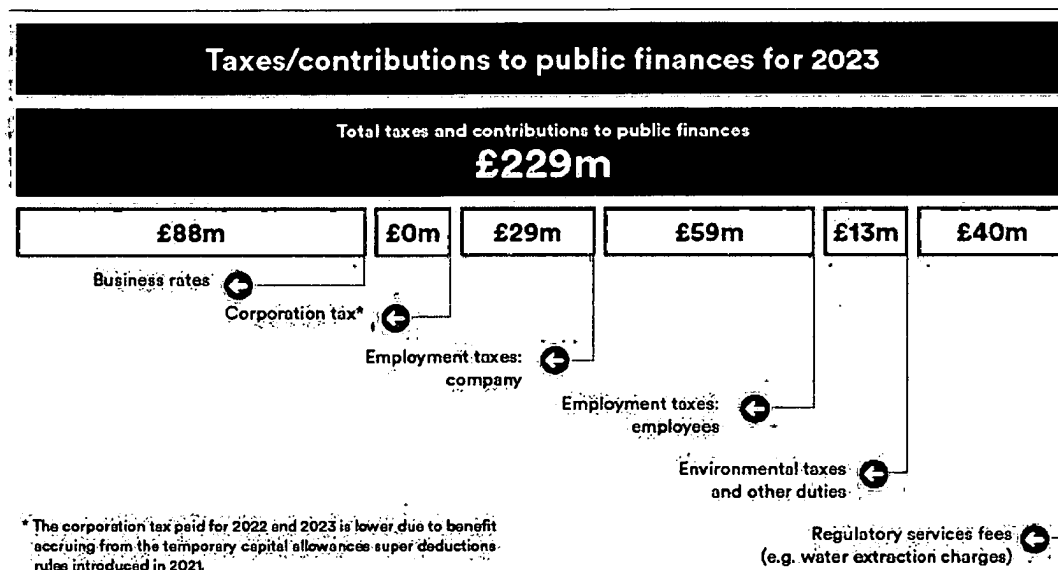 Taxes/contributions to public finances for 2023
Total taxes and contributions to public finances
£229m
£88m
£0m
£29m
£59m
£13m
£40m
Business rates
Corporation tax*
Employment taxes:
company
Employment taxes:
employees
Environmental taxes
and other duties
Regulatory services fees
(e.g. water extraction charges)
* The corporation tax paid for 2022 and 2023 is lower due to benefit
accruing from the temporary capital allowances super deductions
rules introduced in 2021.